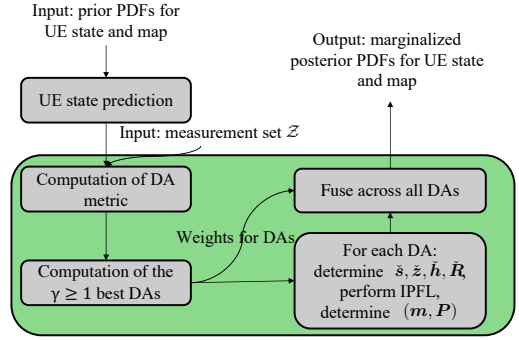 Input: prior PDFs for
UE state and map
UE state prediction
Input: measurement set 𝒵
Computation of DA
metric
Computation of the
γ ≥ 1 best DAs
Weights for DAs
Output: marginalized
posterior PDFs for UE state
and map
Fuse across all DAs
For each DA:
determine š, ž, ȟ, Ř,
perform IPFL,
determine (m, P)